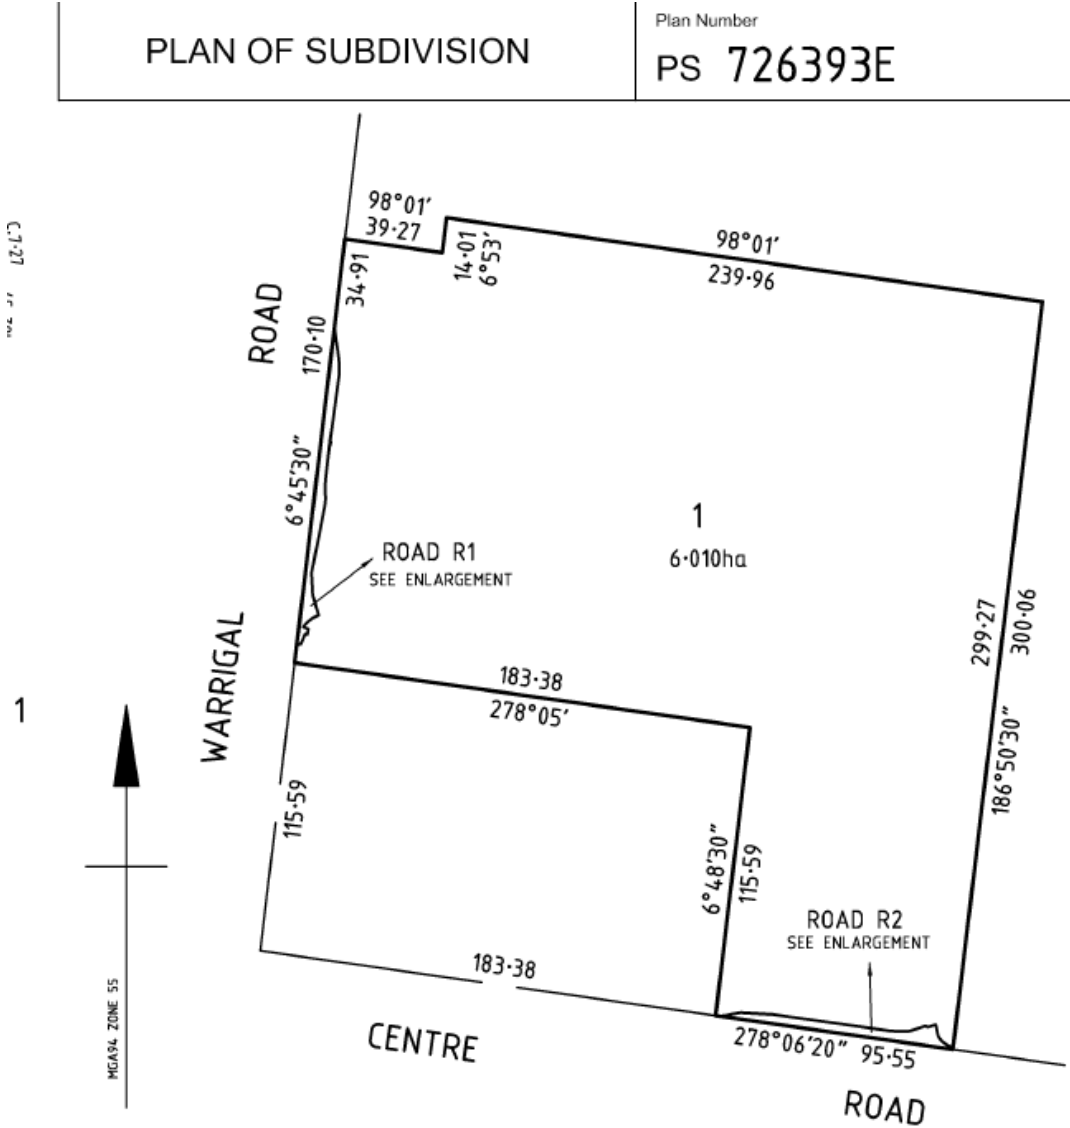 PLAN OF SUBDIVISION
Plan Number
PS 726393E
98°01'
39·27
14·01
6°53'
98°01'
239·96
34·91
170·10
ROAD
6°45'30"
1
6·010ha
ROAD R1
SEE ENLARGEMENT
299·27
300·06
186°50'30"
WARRIGAL
183·38
278°05'
1
115·59
6°48'30"
115·59
ROAD R2
SEE ENLARGEMENT
183·38
278°06'20" 95·55
CENTRE
ROAD
MGA94 ZONE 55